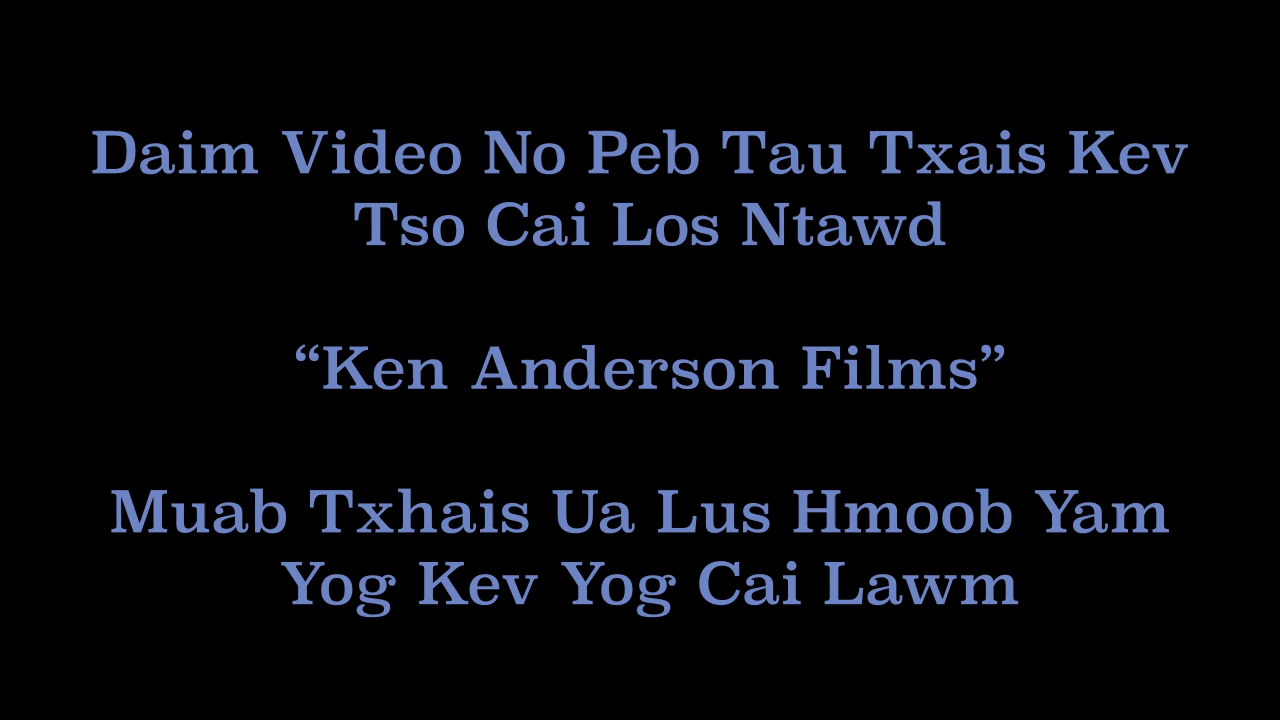 Daim Video No Peb Tau Txais Kev
Tso Cai Los Ntawd
“Ken Anderson Films”
Muab Txhais Ua Lus Hmoob Yam
Yog Kev Yog Cai Lawm